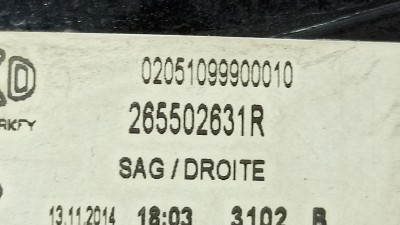 02051099900010
265502631R
SAG / DROITE
13.11.2014 18:03 3102 B